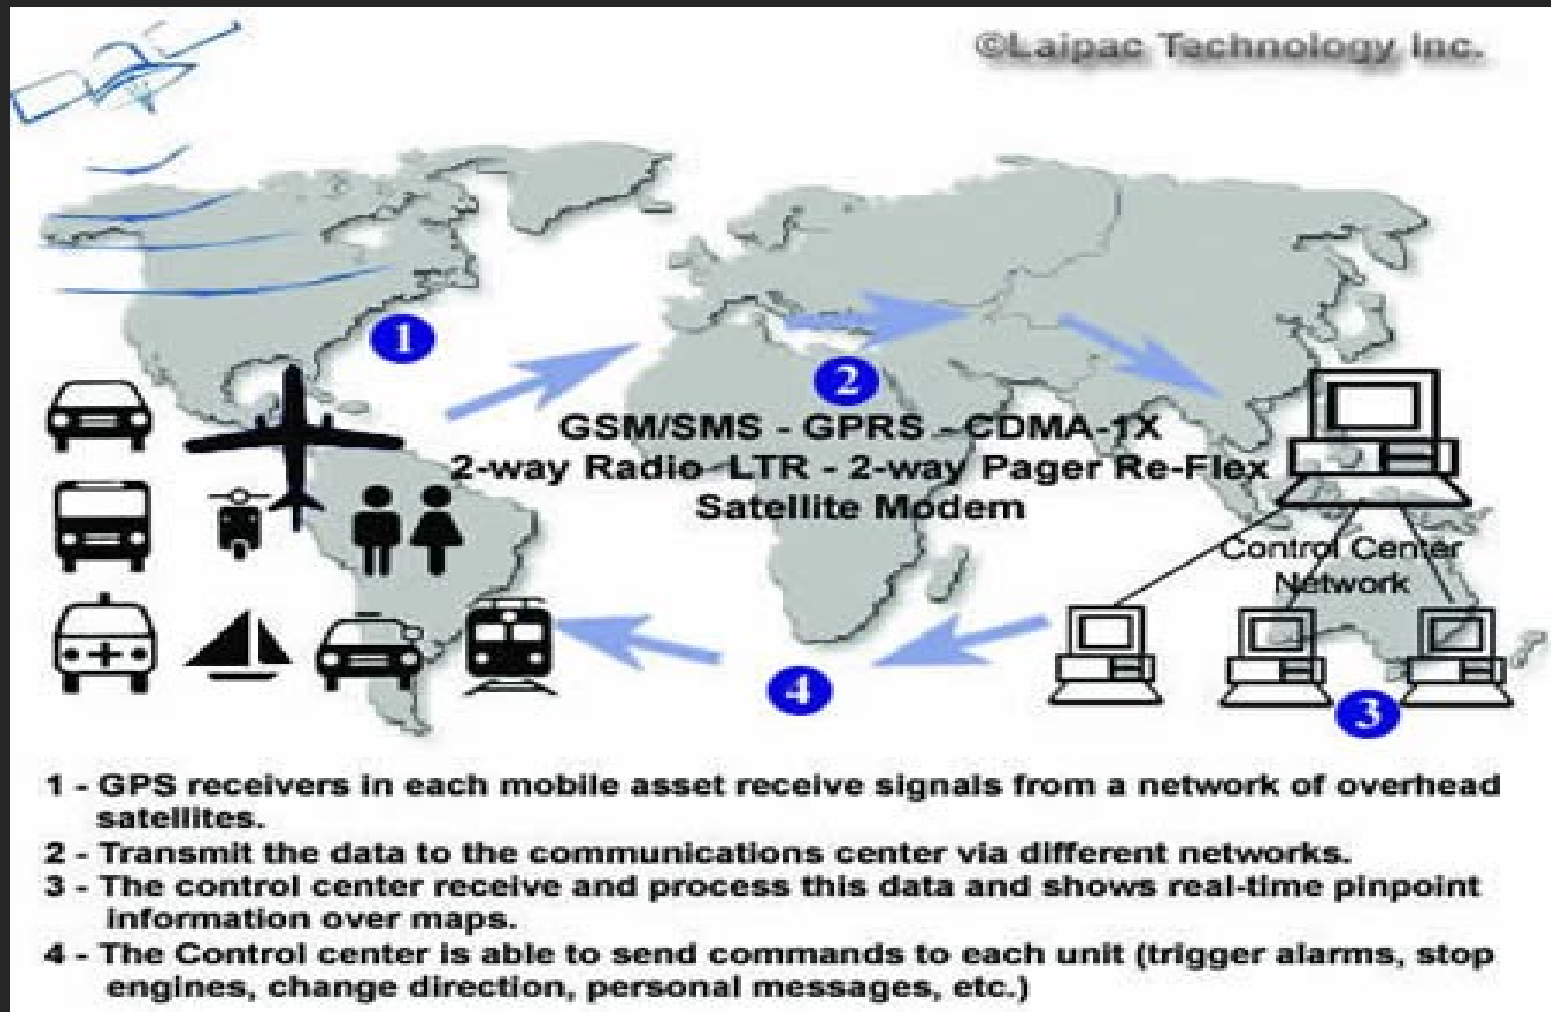 ©Laipac Technology Inc.
1
2
GSM/SMS - GPRS - CDMA-1X
2-way Radio LTR - 2-way Pager Re-Flex
Satellite Modem
Control Center
Network
4
3
1 - GPS receivers in each mobile asset receive signals from a network of overhead
satellites.
2 - Transmit the data to the communications center via different networks.
3 - The control center receive and process this data and shows real-time pinpoint
information over maps.
4 - The Control center is able to send commands to each unit (trigger alarms, stop
engines, change direction, personal messages, etc.)